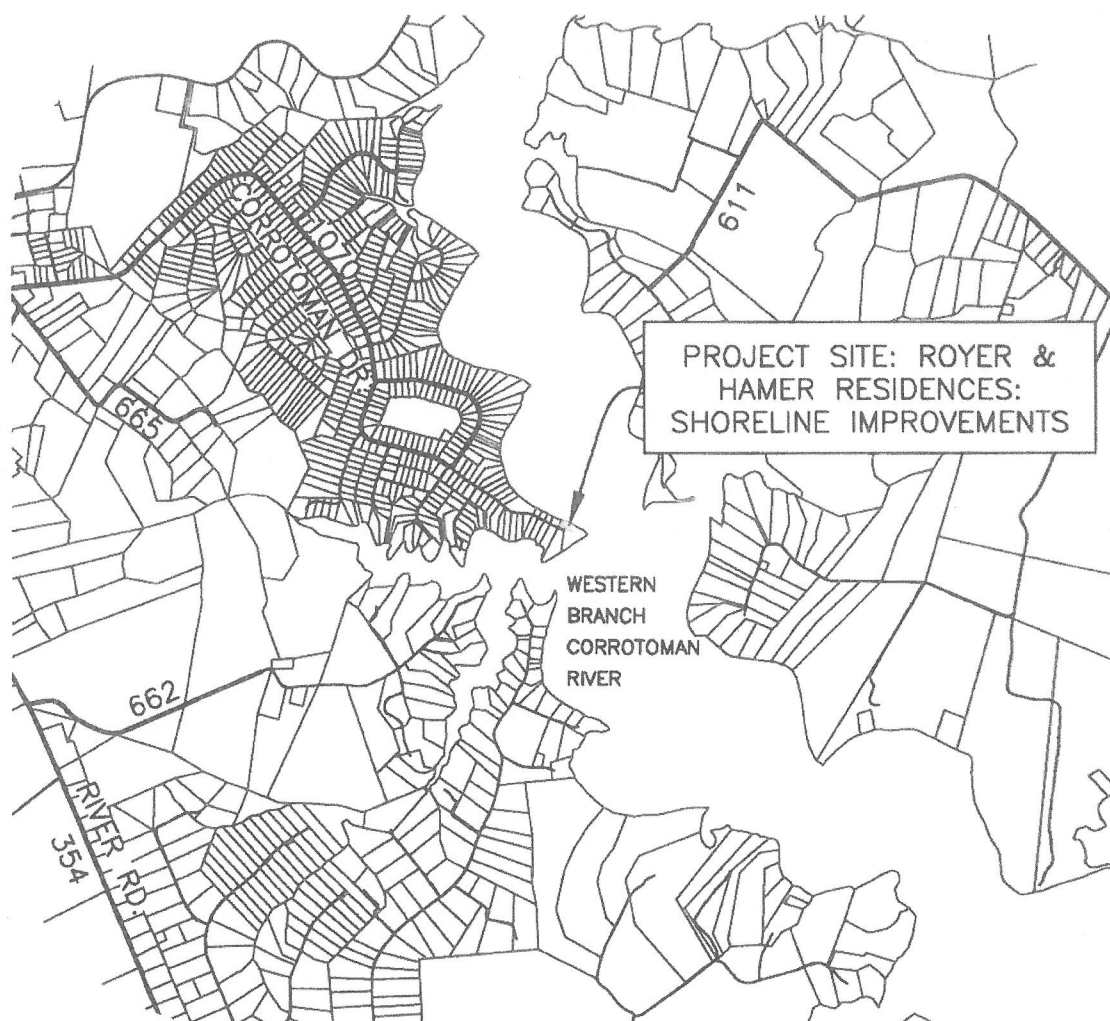 CORROTOMAN DR.
1070
611
PROJECT SITE: ROYER &
HAMER RESIDENCES:
SHORELINE IMPROVEMENTS
665
WESTERN
BRANCH
CORROTOMAN
RIVER
662
RIVER RD.
354